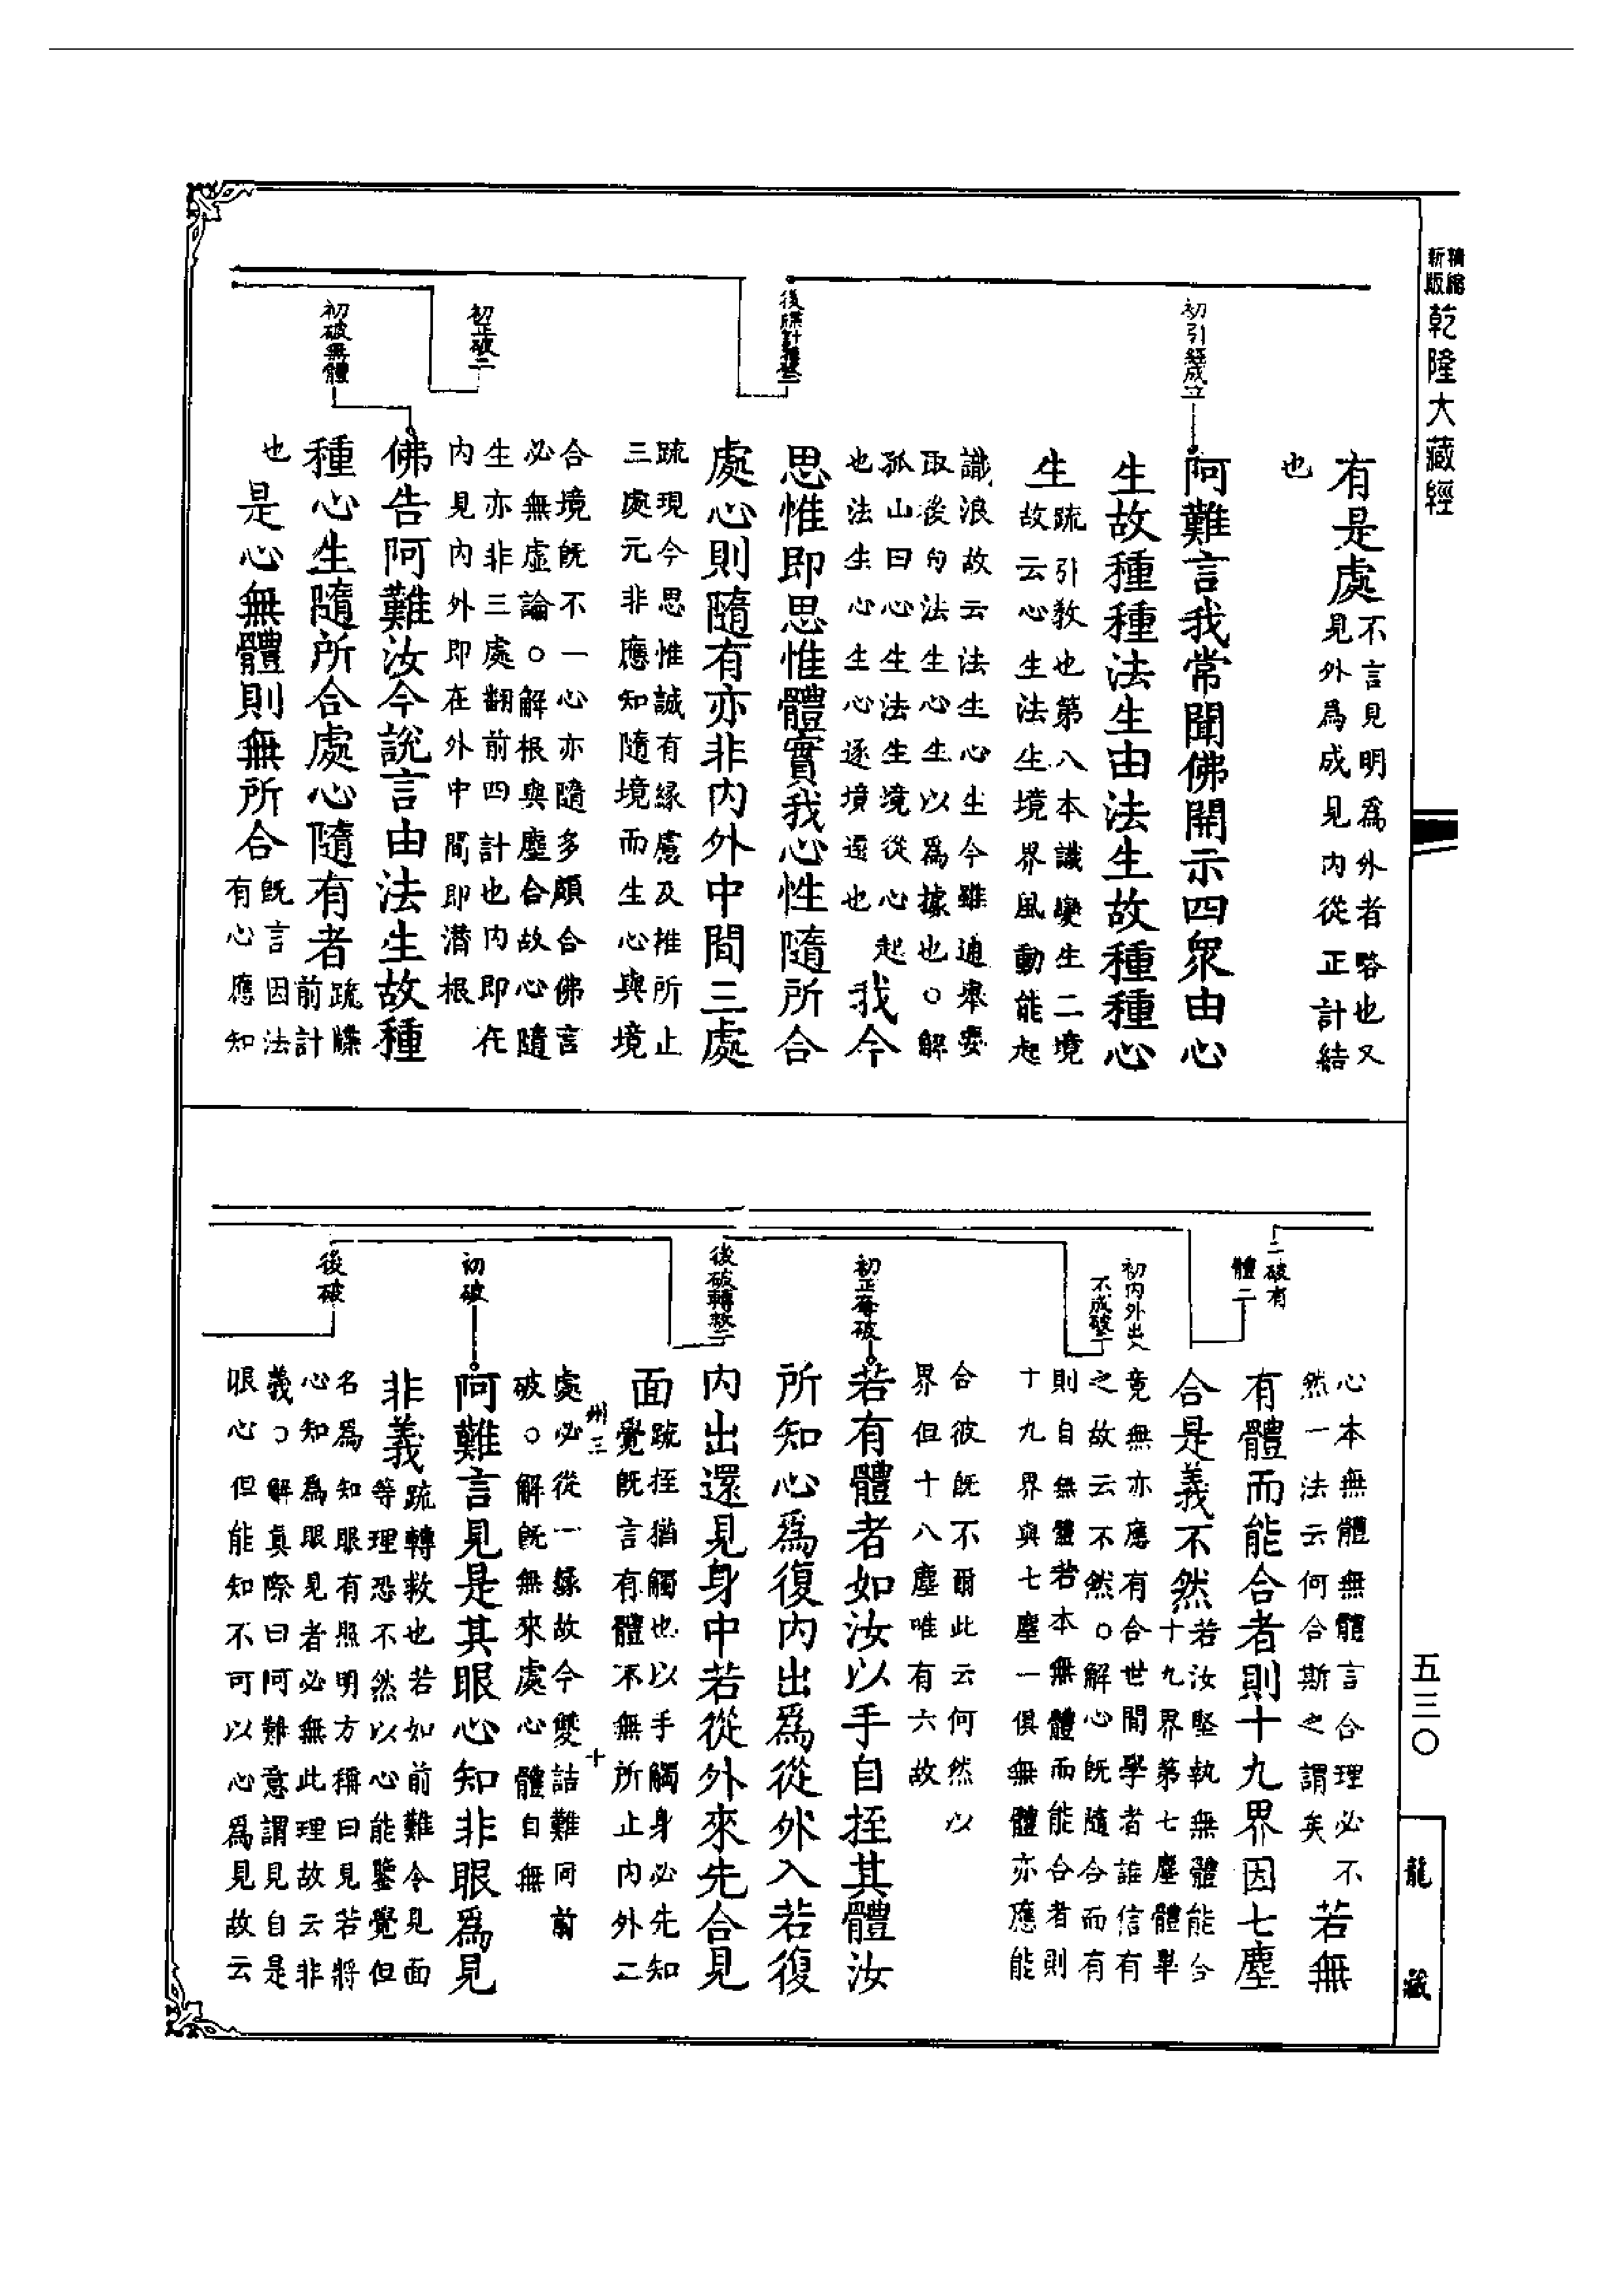 精縮
新版
乾隆大藏經
初引經成立
初正破二
初破無體
有是處
不言見明爲外者略也又
見外爲成見內從正計結
也
阿難言我常聞佛開示四衆由心
生故種種法生由法生故種種心
生
疏引教也第八本識變生二境
故云心生法生境界風動能起
識浪故云法生心生今雖通舉要
取後句法生心生以爲據也○解
孤山曰心生法生境從心起
也法生心生心逐境還也
我今
思惟即思惟體實我心性隨所合
處心則隨有亦非內外中間三處
疏現今思惟誠有緣慮及推所止
三處元非應知隨境而生心與境
合境既不一心亦隨多頗合佛言
必無虛論○解根與塵合故心隨
生亦非三處翻前四計也內即在
內見內外即在外中間即潛根
佛告阿難汝今說言由法生故種
種心生隨所合處心隨有者
疏牒
前計
也
是心無體則無所合
既言因法
有心應知
二破有
體二
初內外出入
不成破二
初正奪破
後破轉救二
初破
後破
心本無體無體言合理必不
然一法云何合斯之謂矣
若無
有體而能合者則十九界因七塵
合是義不然
若汝堅執無體能合
十九界第七塵體畢
竟無亦應有合世間學者誰信有
之故云不然○解心既隨合而有
則自無體若本無體而能合者則
十九界與七塵一俱無體亦應能
合彼既不爾此云何然以
界但十八塵唯有六故
若有體者如汝以手自挃其體汝
所知心爲復內出爲從外入若復
內出還見身中若從外來先合見
面
疏挃猶觸也以手觸身必先知
覺既言有體不無所止內外二
州三
十
處必從一緣故今雙詰難同前
破○解既無來處心體自無
阿難言見是其眼心知非眼爲見
非義
疏轉救也若如前難令見面
等理恐不然以心能鑒覺但
名爲知眼有照明方稱曰見若將
心知爲眼見者必無此理故云非
義○解真際曰阿難意謂見自是
眼心但能知不可以心爲見故云
五三〇
龍藏